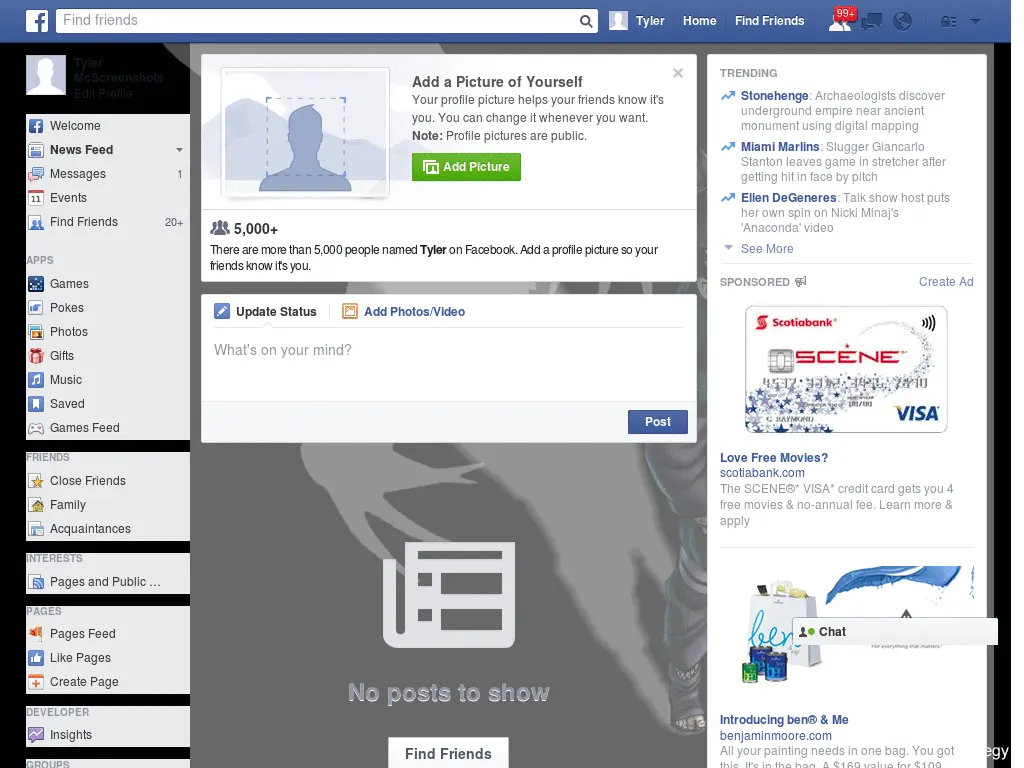 Find friends
Tyler
Home
Find Friends
99+
Tyler
McScreenshots
Edit Profile
Welcome
News Feed
Messages 1
Events
Find Friends 20+
APPS
Games
Pokes
Photos
Gifts
Music
Saved
Games Feed
FRIENDS
Close Friends
Family
Acquaintances
INTERESTS
Pages and Public ...
PAGES
Pages Feed
Like Pages
Create Page
DEVELOPER
Insights
GROUPS
Add a Picture of Yourself
Your profile picture helps your friends know it's
you. You can change it whenever you want.
Note: Profile pictures are public.
Add Picture
5,000+
There are more than 5,000 people named Tyler on Facebook. Add a profile picture so your
friends know it's you.
Update Status
Add Photos/Video
What's on your mind?
Post
No posts to show
Find Friends
TRENDING
Stonehenge: Archaeologists discover
underground empire near ancient
monument using digital mapping
Miami Marlins: Slugger Giancarlo
Stanton leaves game in stretcher after
getting hit in face by pitch
Ellen DeGeneres: Talk show host puts
her own spin on Nicki Minaj's
'Anaconda' video
See More
SPONSORED
Create Ad
Scotiabank
SCENE
VISA
Love Free Movies?
scotiabank.com
The SCENE®* VISA* credit card gets you 4
free movies & no-annual fee. Learn more &
apply
ben
Chat
For everything that matters.
Introducing ben® & Me
benjaminmoore.com
All your painting needs in one bag. You got
this. It's in the bag. A $169 value for $109
egy